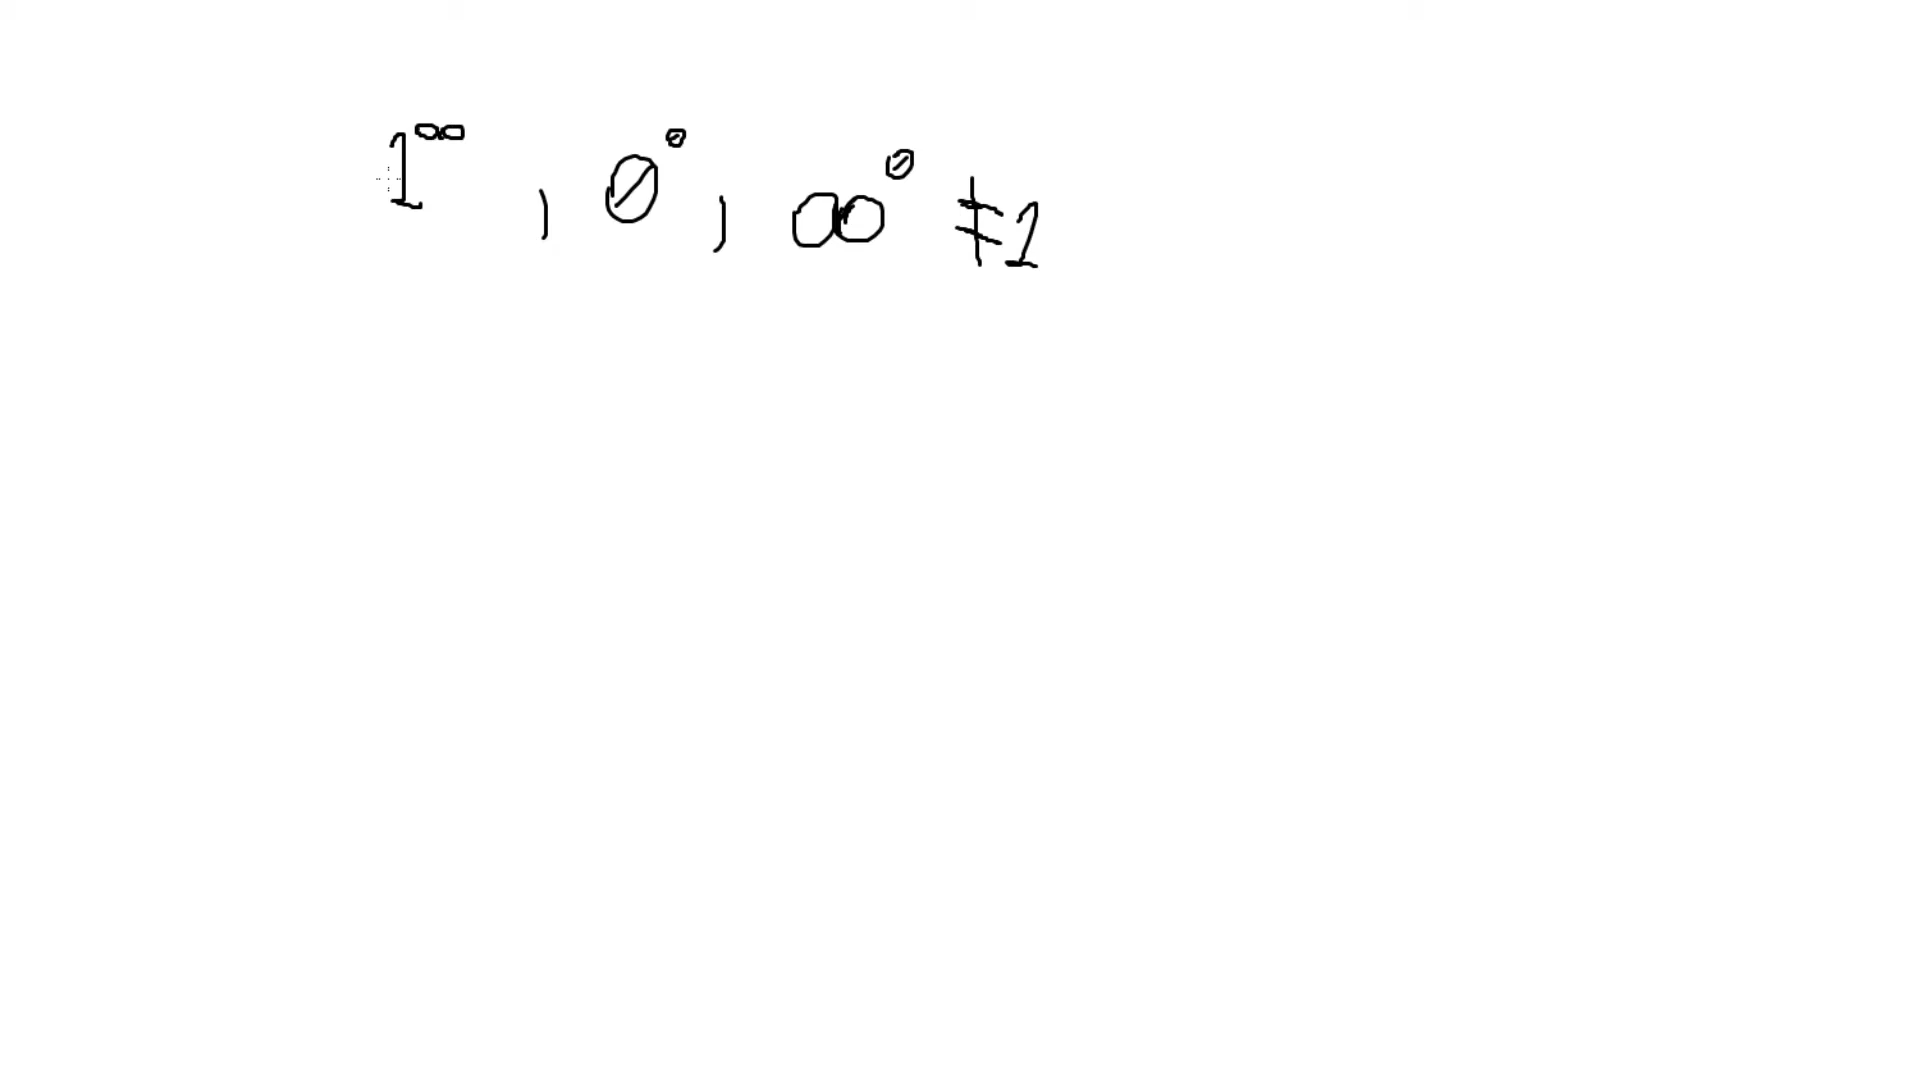 1^∞ , 0^0 , ∞^0 ≠ 1